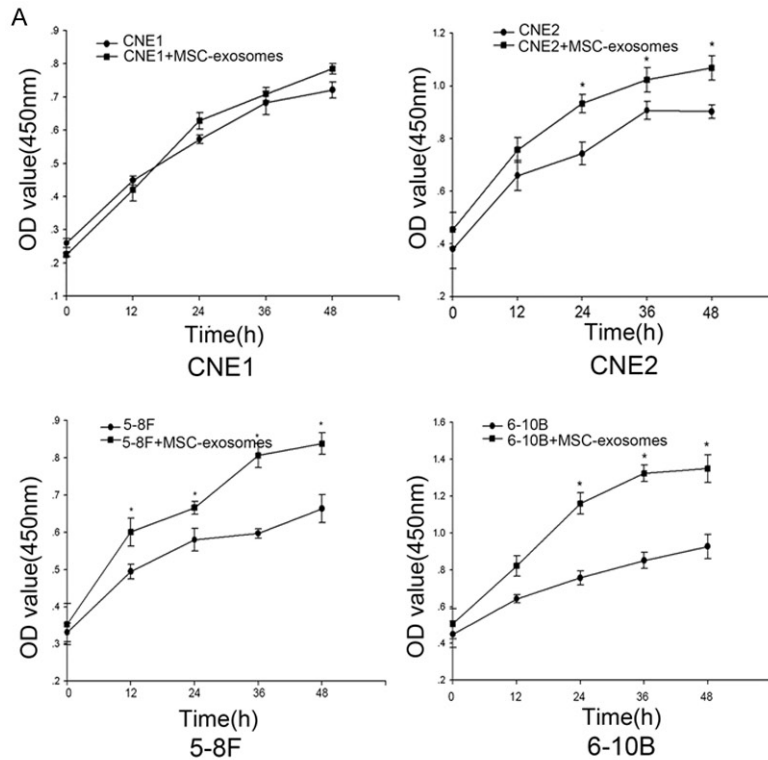 A
CNE1
CNE1+MSC-exosomes
.9
.8
.7
.6
.5
.4
.3
.2
.1
OD value(450nm)
0 12 24 36 48
Time(h)
CNE1
CNE2
CNE2+MSC-exosomes
1.2
1.0
.8
.6
.4
.2
OD value(450nm)
* * *
0 12 24 36 48
Time(h)
CNE2
5-8F
5-8F+MSC-exosomes
.9
.8
.7
.6
.5
.4
.3
.2
OD value(450nm)
* * * *
0 12 24 36 48
Time(h)
5-8F
6-10B
6-10B+MSC-exosomes
1.6
1.4
1.2
1.0
.8
.6
.4
.2
OD value(450nm)
* * *
0 12 24 36 48
Time(h)
6-10B